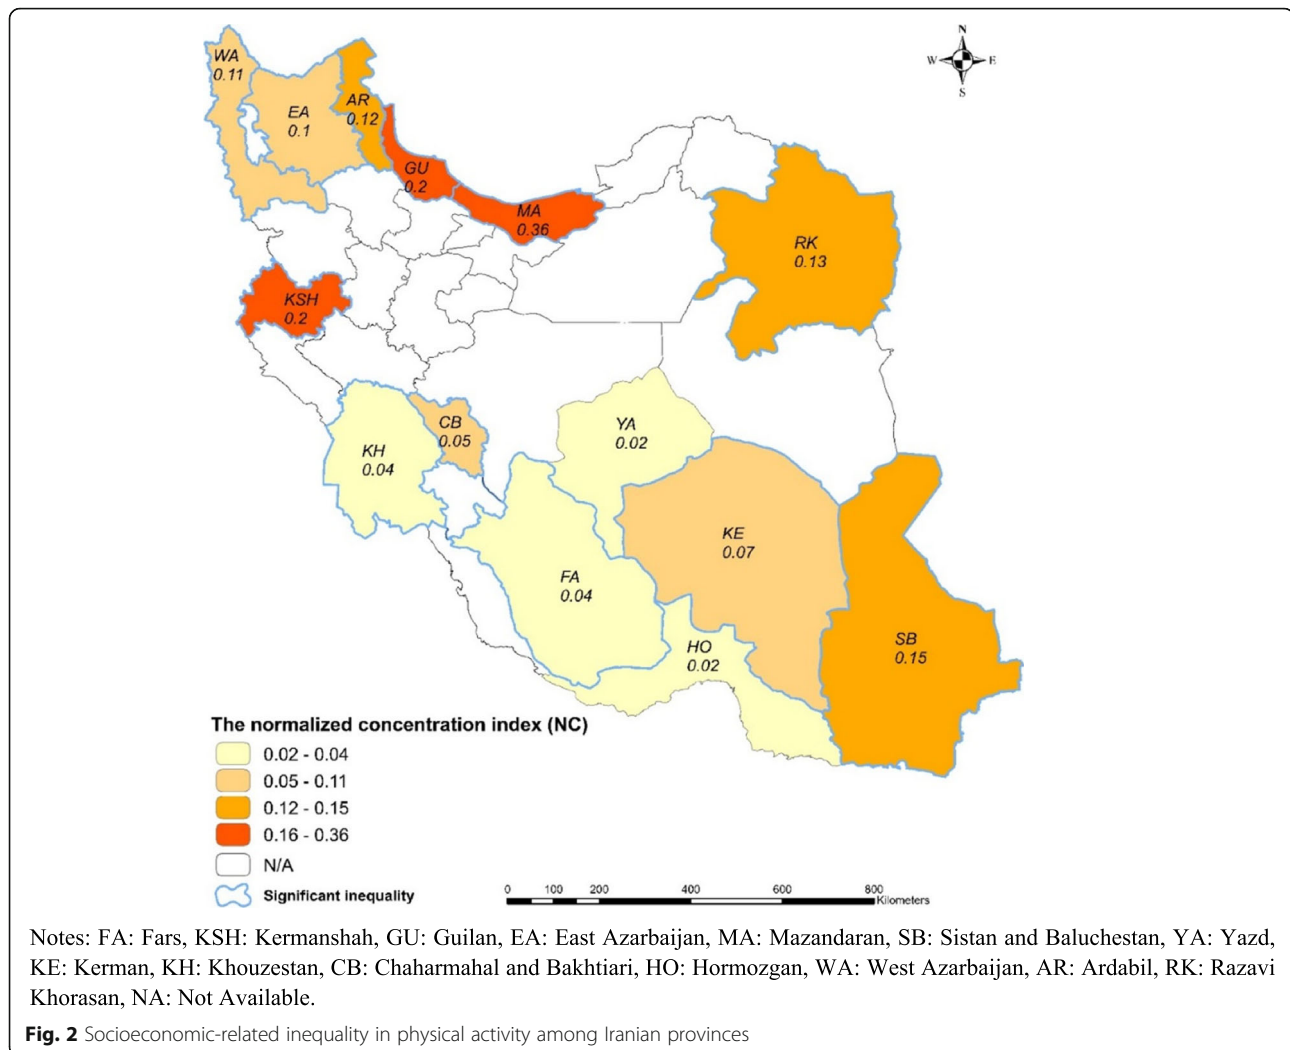 N
W E
S
WA
0.11
EA
0.1
AR
0.12
GU
0.2
MA
0.36
RK
0.13
KSH
0.2
CB
0.05
YA
0.02
KH
0.04
KE
0.07
FA
0.04
HO
0.02
SB
0.15
The normalized concentration index (NC)
0.02 - 0.04
0.05 - 0.11
0.12 - 0.15
0.16 - 0.36
N/A
Significant inequality
0 100 200 400 600 800
Kilometers
Notes: FA: Fars, KSH: Kermanshah, GU: Guilan, EA: East Azarbaijan, MA: Mazandaran, SB: Sistan and Baluchestan, YA: Yazd,
KE: Kerman, KH: Khouzestan, CB: Chaharmahal and Bakhtiari, HO: Hormozgan, WA: West Azarbaijan, AR: Ardabil, RK: Razavi
Khorasan, NA: Not Available.
Fig. 2 Socioeconomic-related inequality in physical activity among Iranian provinces